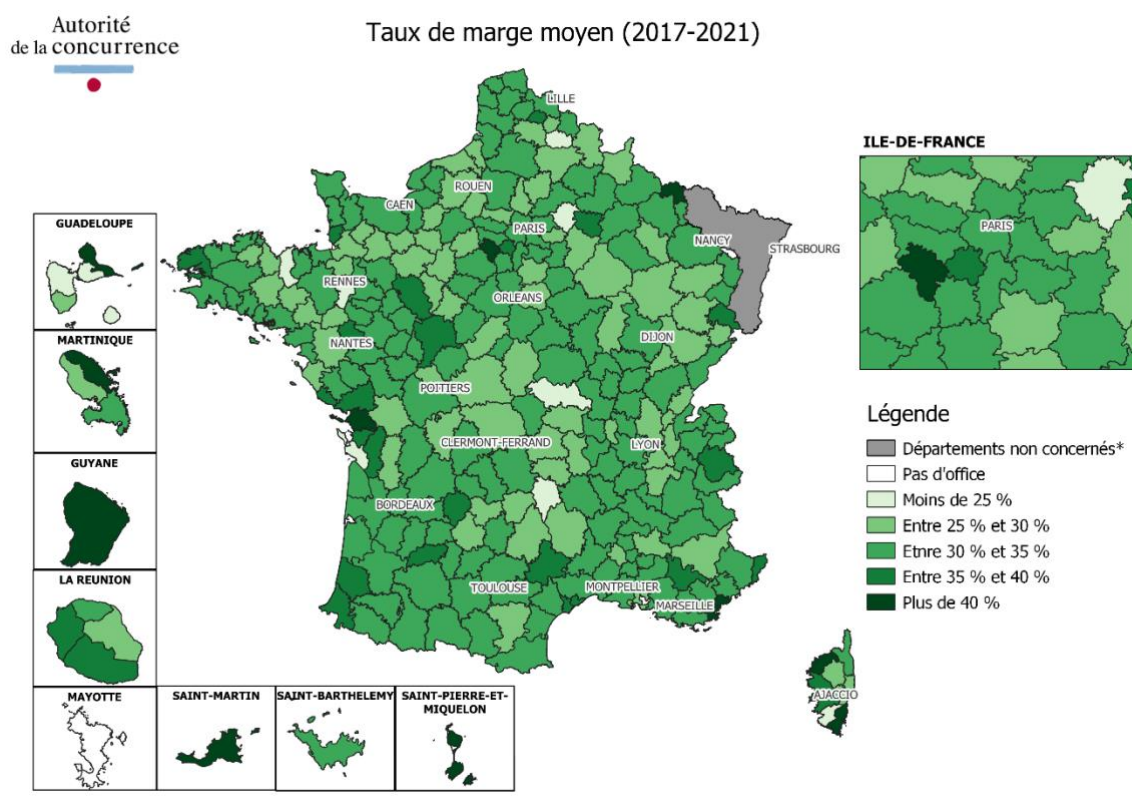 Autorité
de la concurrence
Taux de marge moyen (2017-2021)
LILLE
ILE-DE-FRANCE
ROUEN
CAEN
PARIS
NANCY
STRASBOURG
PARIS
GUADELOUPE
RENNES
ORLEANS
DIJON
NANTES
MARTINIQUE
POITIERS
CLERMONT-FERRAND
LYON
Légende
Départements non concernés*
Pas d'office
Moins de 25 %
Entre 25 % et 30 %
Etnre 30 % et 35 %
Entre 35 % et 40 %
Plus de 40 %
GUYANE
BORDEAUX
LA REUNION
TOULOUSE
MONTPELLIER
MARSEILLE
MAYOTTE
SAINT-MARTIN
SAINT-BARTHELEMY
SAINT-PIERRE-ET-
MIQUELON
AJACCIO